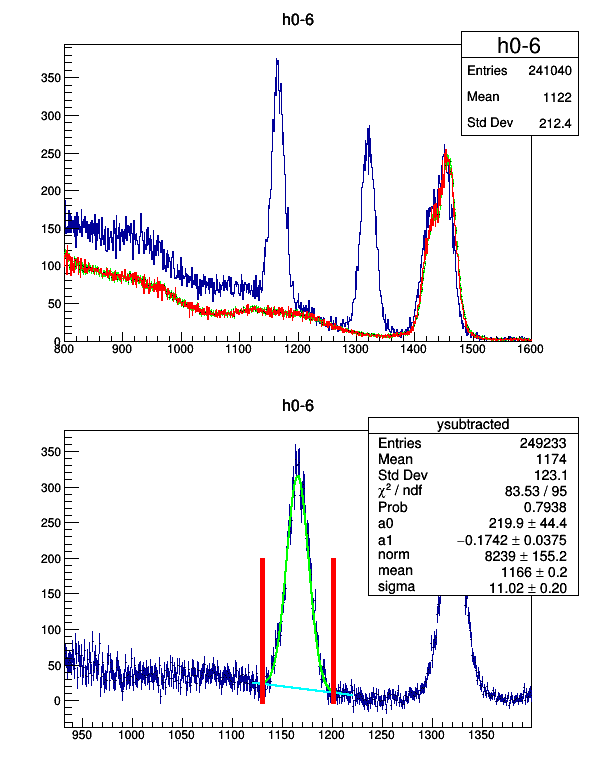 h0-6
h0-6
Entries 241040
Mean 1122
Std Dev 212.4
350
300
250
200
150
100
50
0
800 900 1000 1100 1200 1300 1400 1500 1600
h0-6
ysubtracted
Entries 249233
Mean 1174
Std Dev 123.1
χ² / ndf 83.53 / 95
Prob 0.7938
a0 219.9 ± 44.4
a1 −0.1742 ± 0.0375
norm 8239 ± 155.2
mean 1166 ± 0.2
sigma 11.02 ± 0.20
350
300
250
200
150
100
50
0
950 1000 1050 1100 1150 1200 1250 1300 1350